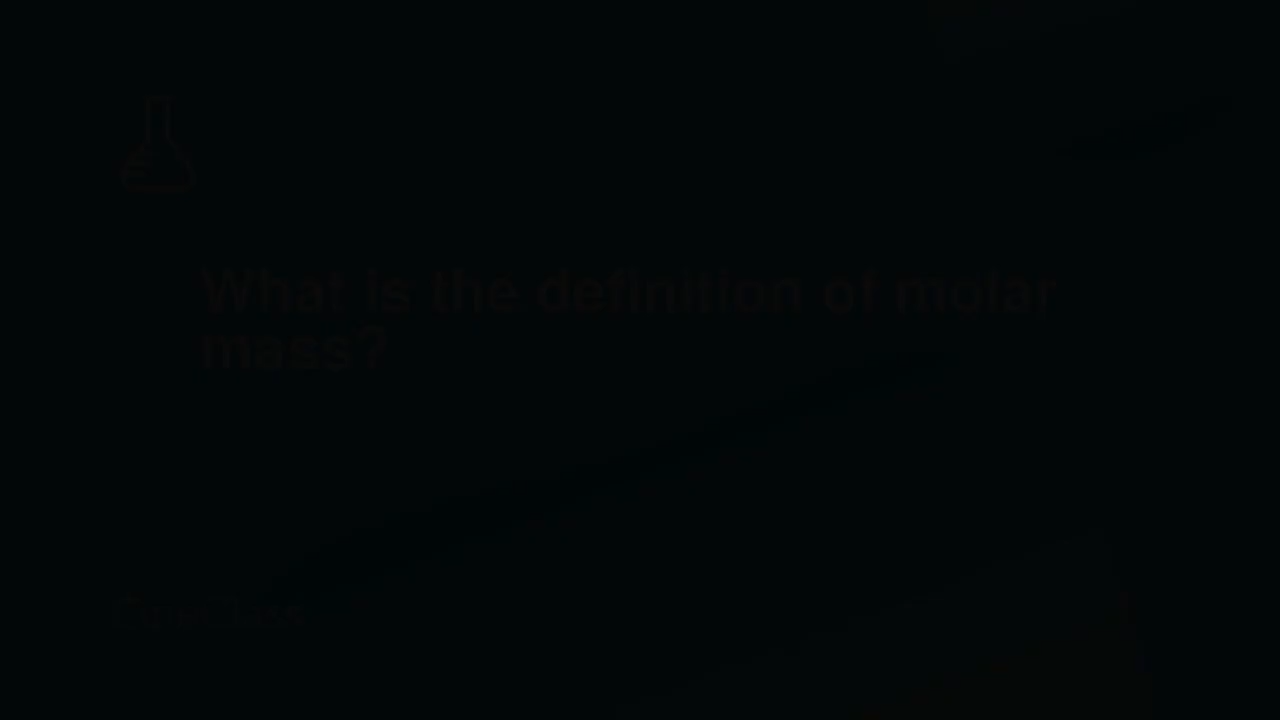 What is the definition of molar
mass?